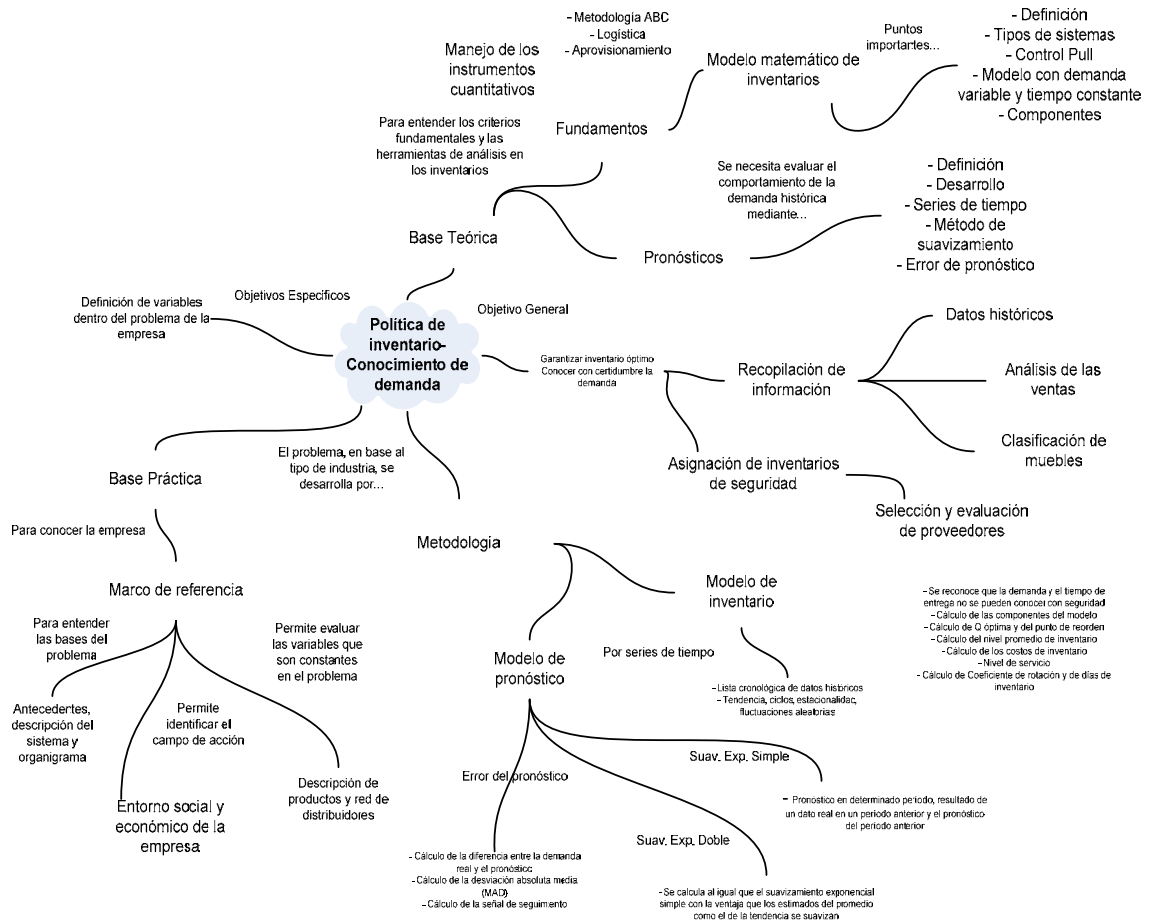 - Metodología ABC
- Logística
- Aprovisionamiento
Manejo de los
instrumentos
cuantitativos
Para entender los criterios
fundamentales y las
herramientas de análisis en
los inventarios
Fundamentos
Modelo matemático de
inventarios
Puntos
importantes...
- Definición
- Tipos de sistemas
- Control Pull
- Modelo con demanda
variable y tiempo constante
- Componentes
Se necesita evaluar el
comportamiento de la
demanda histórica
mediante...
- Definición
- Desarrollo
- Series de tiempo
- Método de
suavizamiento
- Error de pronóstico
Base Teórica
Pronósticos
Definición de variables
dentro del problema de la
empresa
Objetivos Específicos
Política de
inventario-
Conocimiento de
demanda
Objetivo General
Garantizar inventario óptimo
Conocer con certidumbre la
demanda
Recopilación de
información
Datos históricos
Análisis de las
ventas
Clasificación de
muebles
Asignación de inventarios
de seguridad
Selección y evaluación
de proveedores
El problema, en base al
tipo de industria, se
desarrolla por...
Base Práctica
Para conocer la empresa
Marco de referencia
Para entender
las bases del
problema
Permite evaluar
las variables que
son constantes
en el problema
Antecedentes,
descripción del
sistema y
organigrama
Permite
identificar el
campo de acción
Entorno social y
económico de la
empresa
Descripción de
productos y red de
distribuidores
Metodología
Modelo de
inventario
- Se reconoce que la demanda y el tiempo de
entrega no se pueden conocer con seguridad
- Cálculo de las componentes del modelo
- Cálculo de Q óptima y del punto de reorden
- Cálculo del nivel promedio de inventario
- Cálculo de los costos de inventario
- Nivel de servicio
- Cálculo de Coeficiente de rotación y de días de
inventario
Modelo de
pronóstico
Por series de tiempo
- Lista cronológica de datos históricos
- Tendencia, ciclos, estacionalidac,
fluctuaciones aleatorias
Error del pronóstico
Suav. Exp. Simple
- Pronóstico en determinado periodo, resultado de
un dato real en un periodo anterior y el pronóstico
del periodo anterior
Suav. Exp. Doble
- Cálculo de la diferencia entre la demanda
real y el pronóstico
- Cálculo de la desviación absoluta media
(MAD)
- Cálculo de la señal de seguimiento
- Se calcula al igual que el suavizamiento exponencial
simple con la ventaja que los estimados del promedio
como el de la tendencia se suavizan